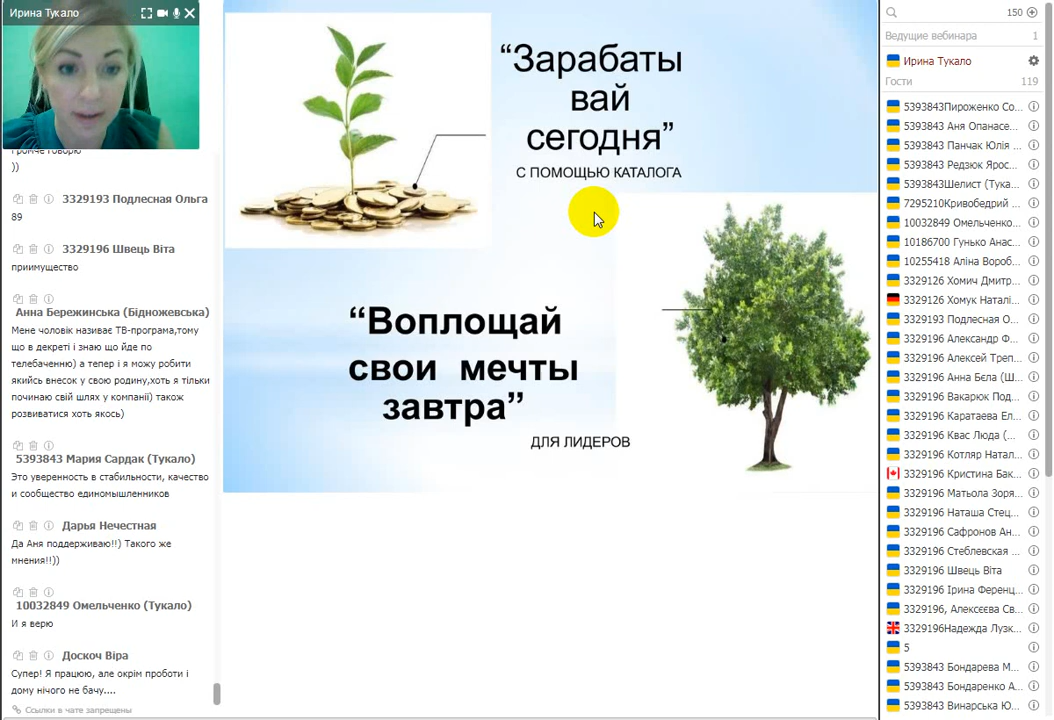 Ирина Тукало
громче говорю
))
3329193 Подлесная Ольга
89
3329196 Швець Віта
приимущество
Анна Бережинська (Бідножевська)
Мене чоловік називає ТВ-програма,тому
що в декреті і знаю що йде по
телебаченню) а тепер і я можу робити
якийсь внесок у свою родину,хоть я тільки
починаю свій шлях у компанії) також
розвиватися хоть якось)
5393843 Мария Сардак (Тукало)
Это уверенность в стабильности, качество
и сообщество единомышленников
Дарья Нечестная
Да Аня поддерживаю!!) Такого же
мнения!!))
10032849 Омельченко (Тукало)
И я верю
Доскоч Віра
Супер! Я працюю, але окрім проботи і
дому нічого не бачу....
Ссылки в чате запрещены
“Зарабаты
вай
сегодня”
С ПОМОЩЬЮ КАТАЛОГА
“Воплощай
свои мечты
завтра”
ДЛЯ ЛИДЕРОВ
150
Ведущие вебинара 1
Ирина Тукало
Гости 119
5393843Пироженко Со...
5393843 Аня Опанасе...
5393843 Панчак Юлія ...
5393843 Редзюк Ярос...
5393843Шелист (Тука...
7295210Кривобедрий ...
10032849 Омельченко...
10186700 Гунько Анас...
10255418 Аліна Вороб...
3329126 Хомич Дмитр...
3329126 Хомук Наталі...
3329193 Подлесная О...
3329196 Александр Ф...
3329196 Алексей Треп...
3329196 Анна Бєла (Ш...
3329196 Вакарюк Под...
3329196 Каратаева Ел...
3329196 Квас Люда (...
3329196 Котляр Натал...
3329196 Кристина Бак...
3329196 Матьола Зоря...
3329196 Наташа Стец...
3329196 Сафронов Ан...
3329196 Стеблевская ...
3329196 Швець Віта
3329196 Ірина Ференц...
3329196, Алексєєва Св...
3329196Надежда Лузк...
5
5393843 Бондарева М...
5393843 Бондаренко А...
5393843 Винарська Ю...